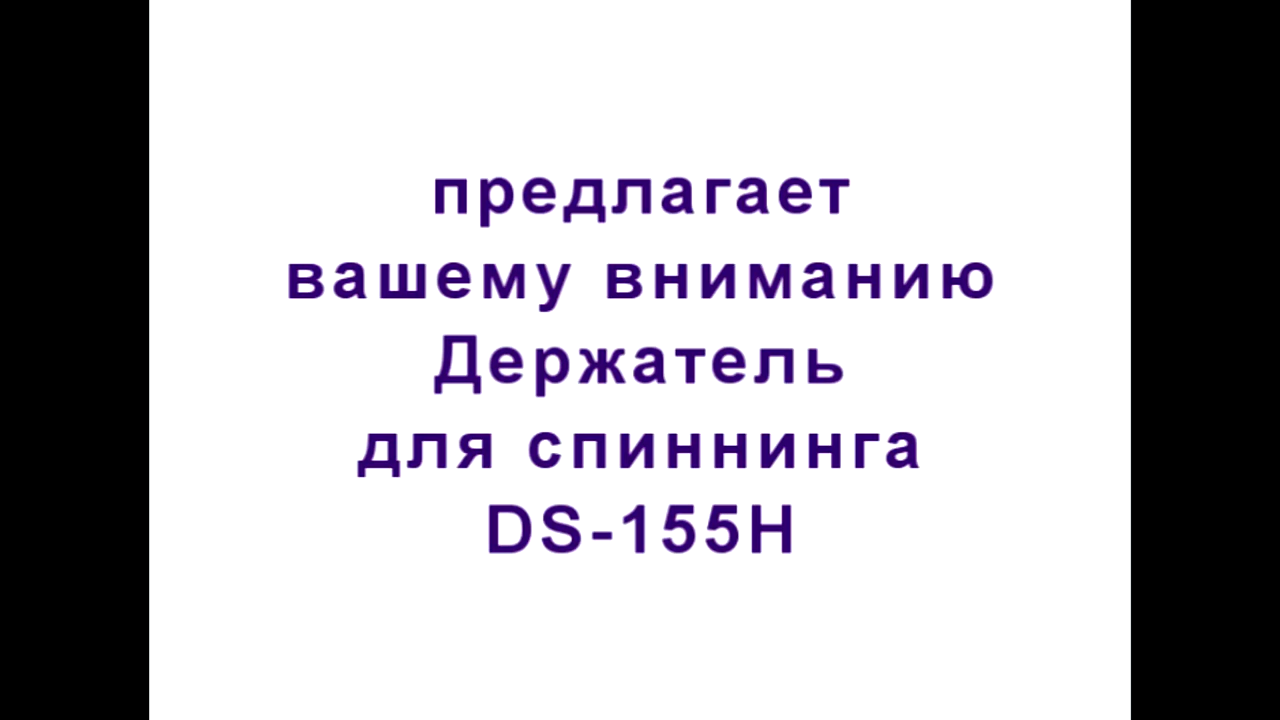 предлагает
вашему вниманию
Держатель
для спиннинга
DS-155H